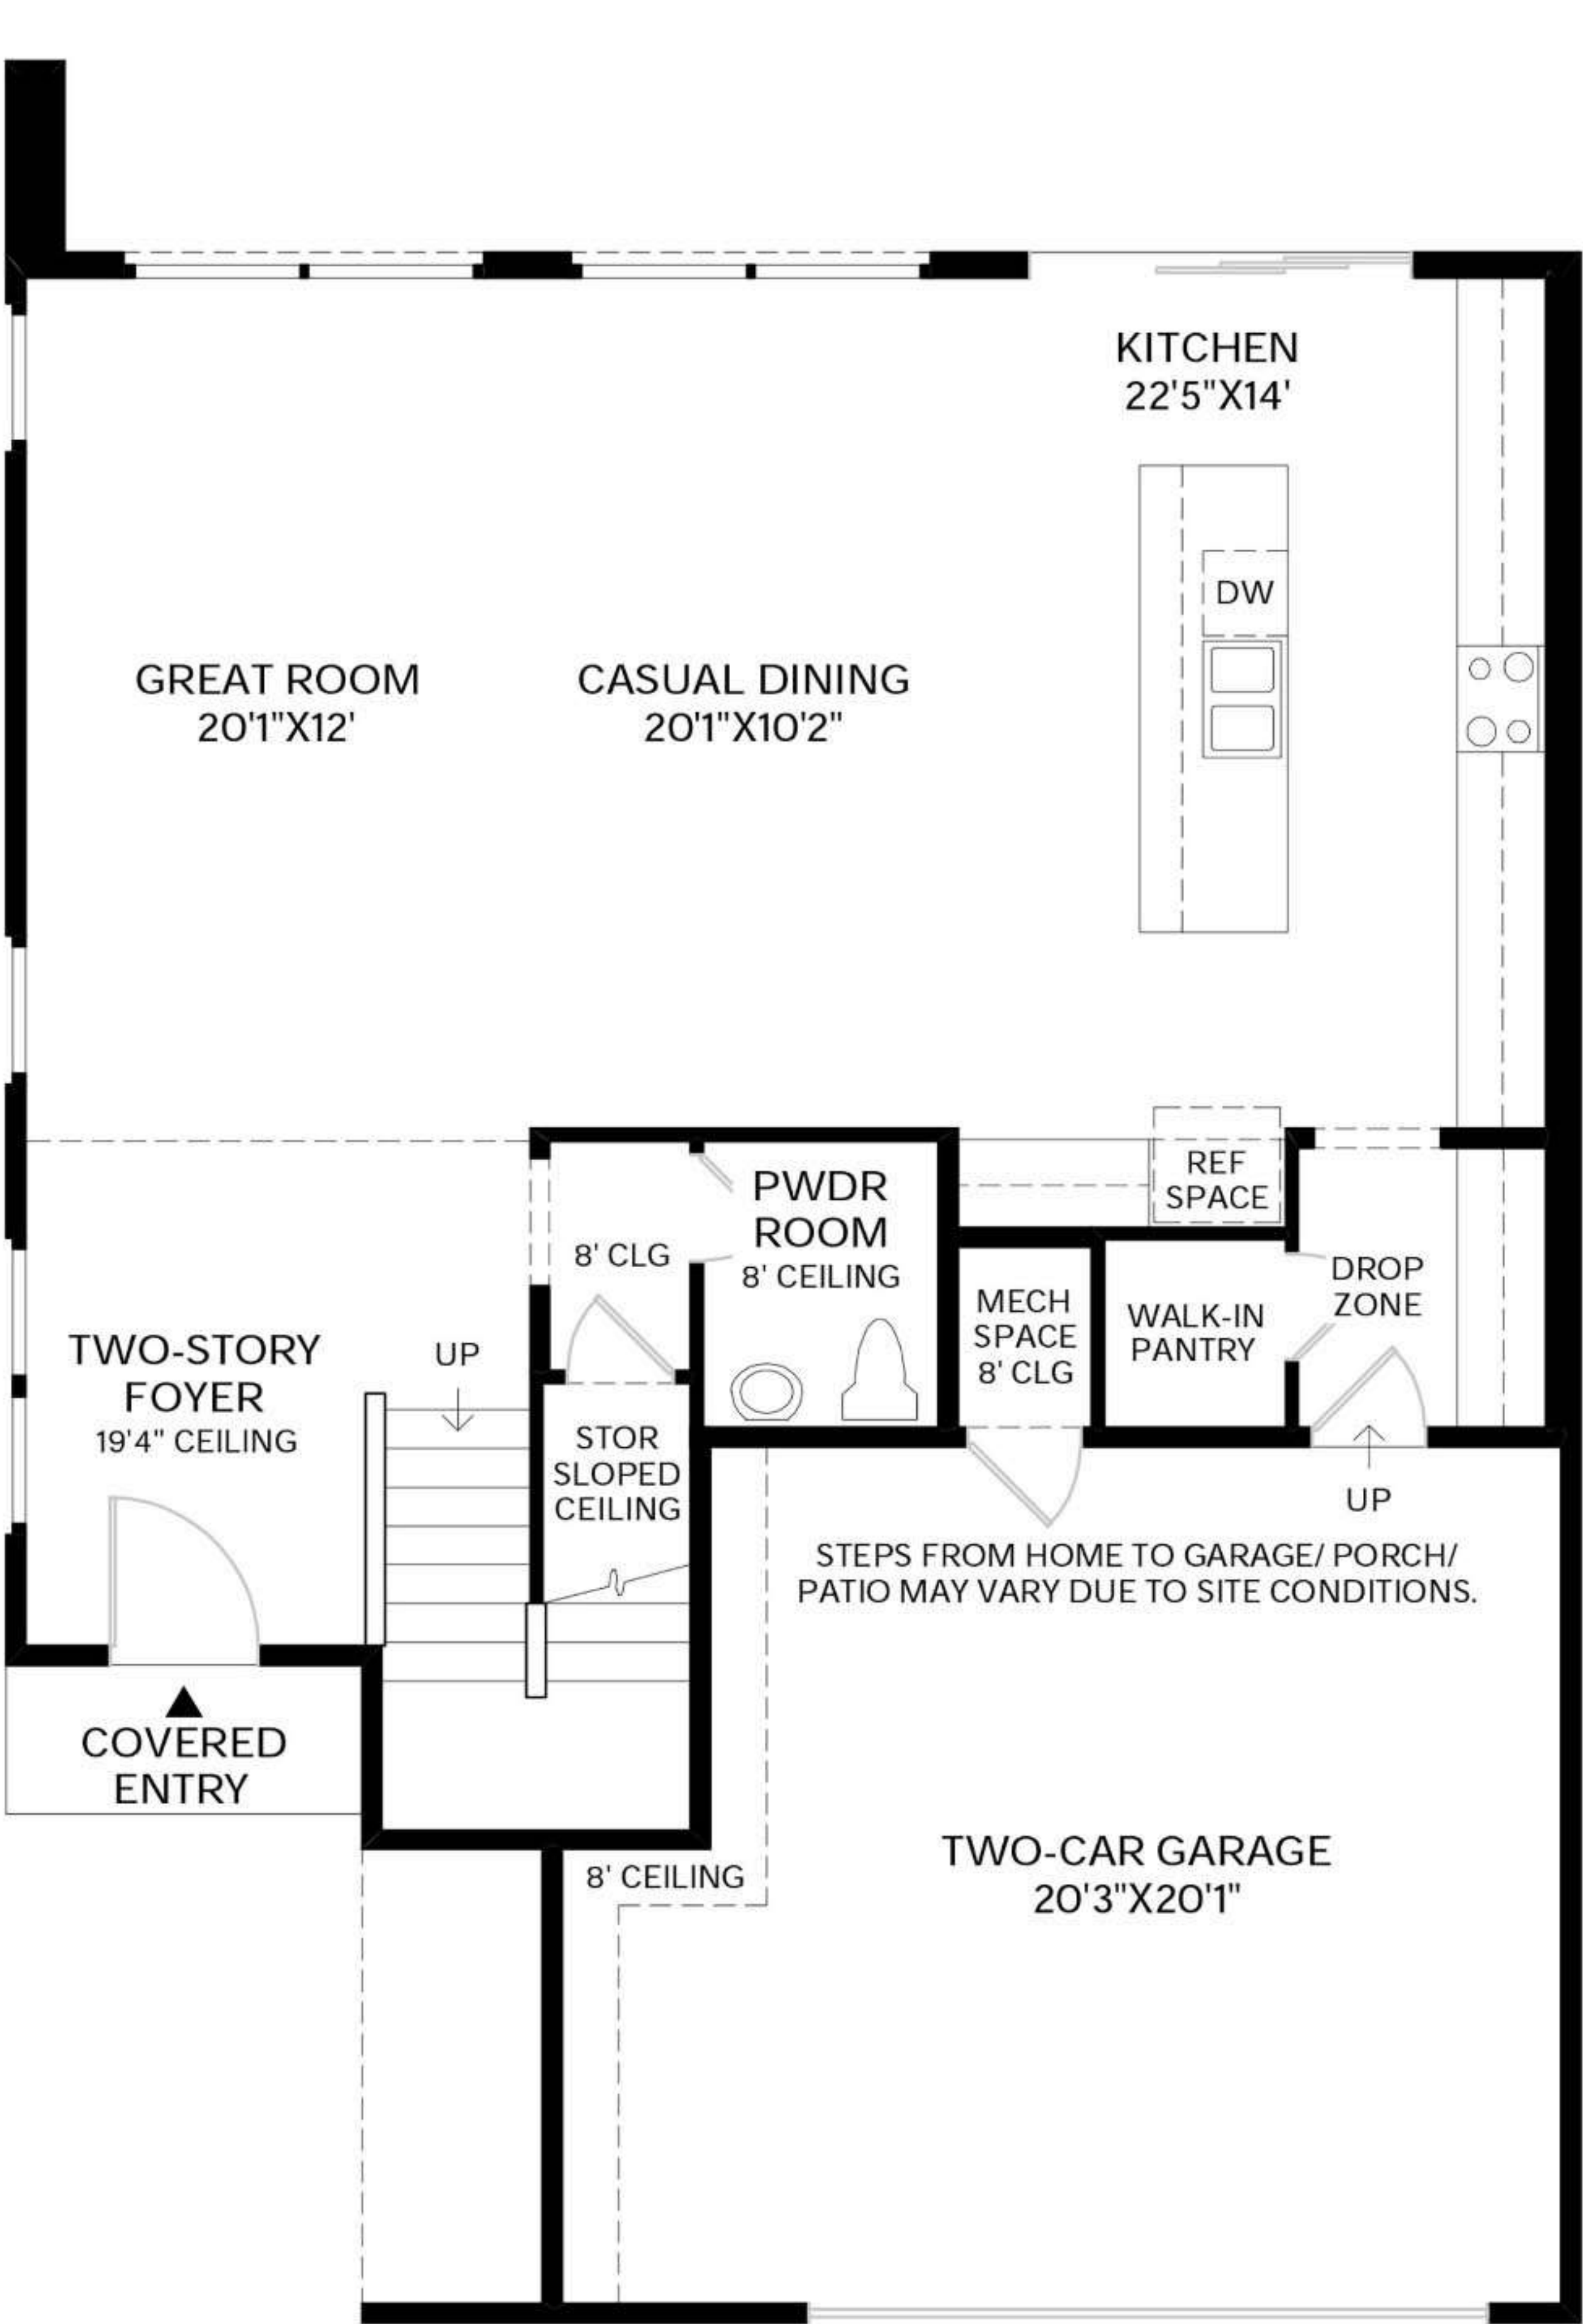 KITCHEN
22'5"X14'
DW
GREAT ROOM
20'1"X12'
CASUAL DINING
20'1"X10'2"
REF
SPACE
PWDR
ROOM
8' CEILING
8' CLG
DROP
ZONE
MECH
SPACE
8' CLG
WALK-IN
PANTRY
TWO-STORY
FOYER
19'4" CEILING
UP
STOR
SLOPED
CEILING
UP
STEPS FROM HOME TO GARAGE/ PORCH/
PATIO MAY VARY DUE TO SITE CONDITIONS.
COVERED
ENTRY
8' CEILING
TWO-CAR GARAGE
20'3"X20'1"